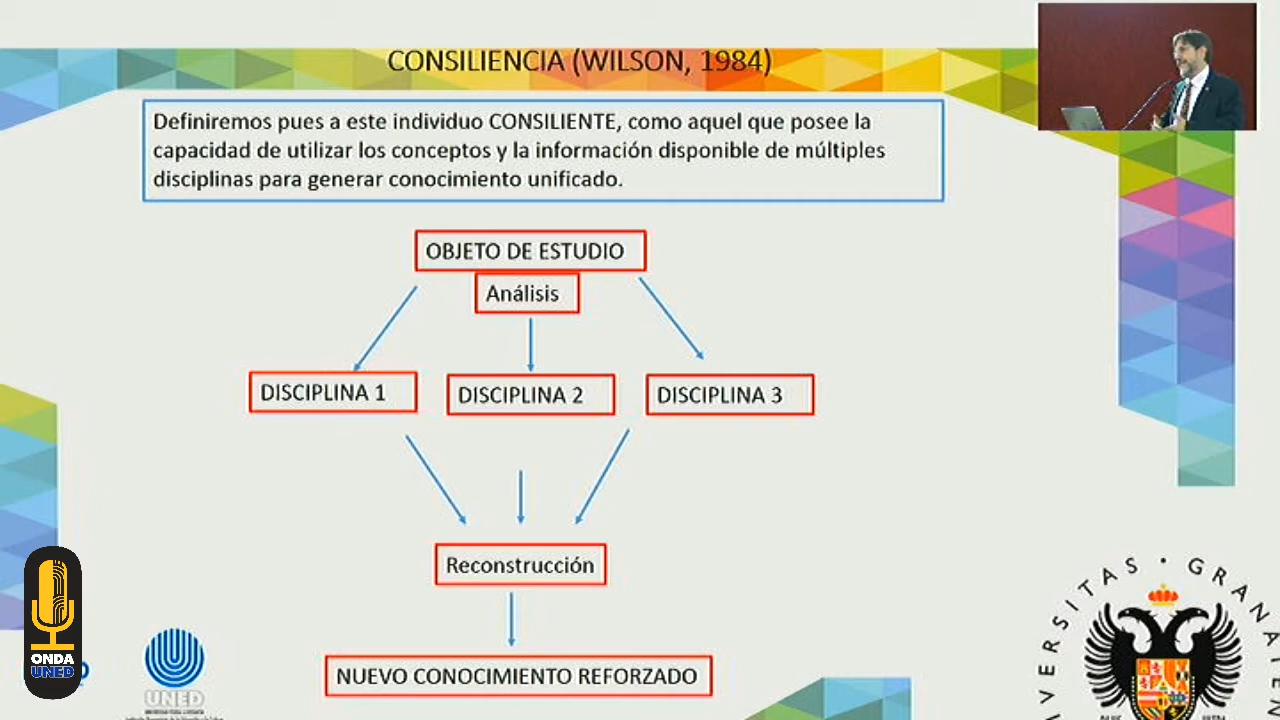 CONSILIENCIA (WILSON, 1984)
Definiremos pues a este individuo CONSILIENTE, como aquel que posee la
capacidad de utilizar los conceptos y la información disponible de múltiples
disciplinas para generar conocimiento unificado.
OBJETO DE ESTUDIO
Análisis
DISCIPLINA 1
DISCIPLINA 2
DISCIPLINA 3
Reconstrucción
NUEVO CONOCIMIENTO REFORZADO
ONDA
UNED
UNED
VERSITAS · GRANATEN